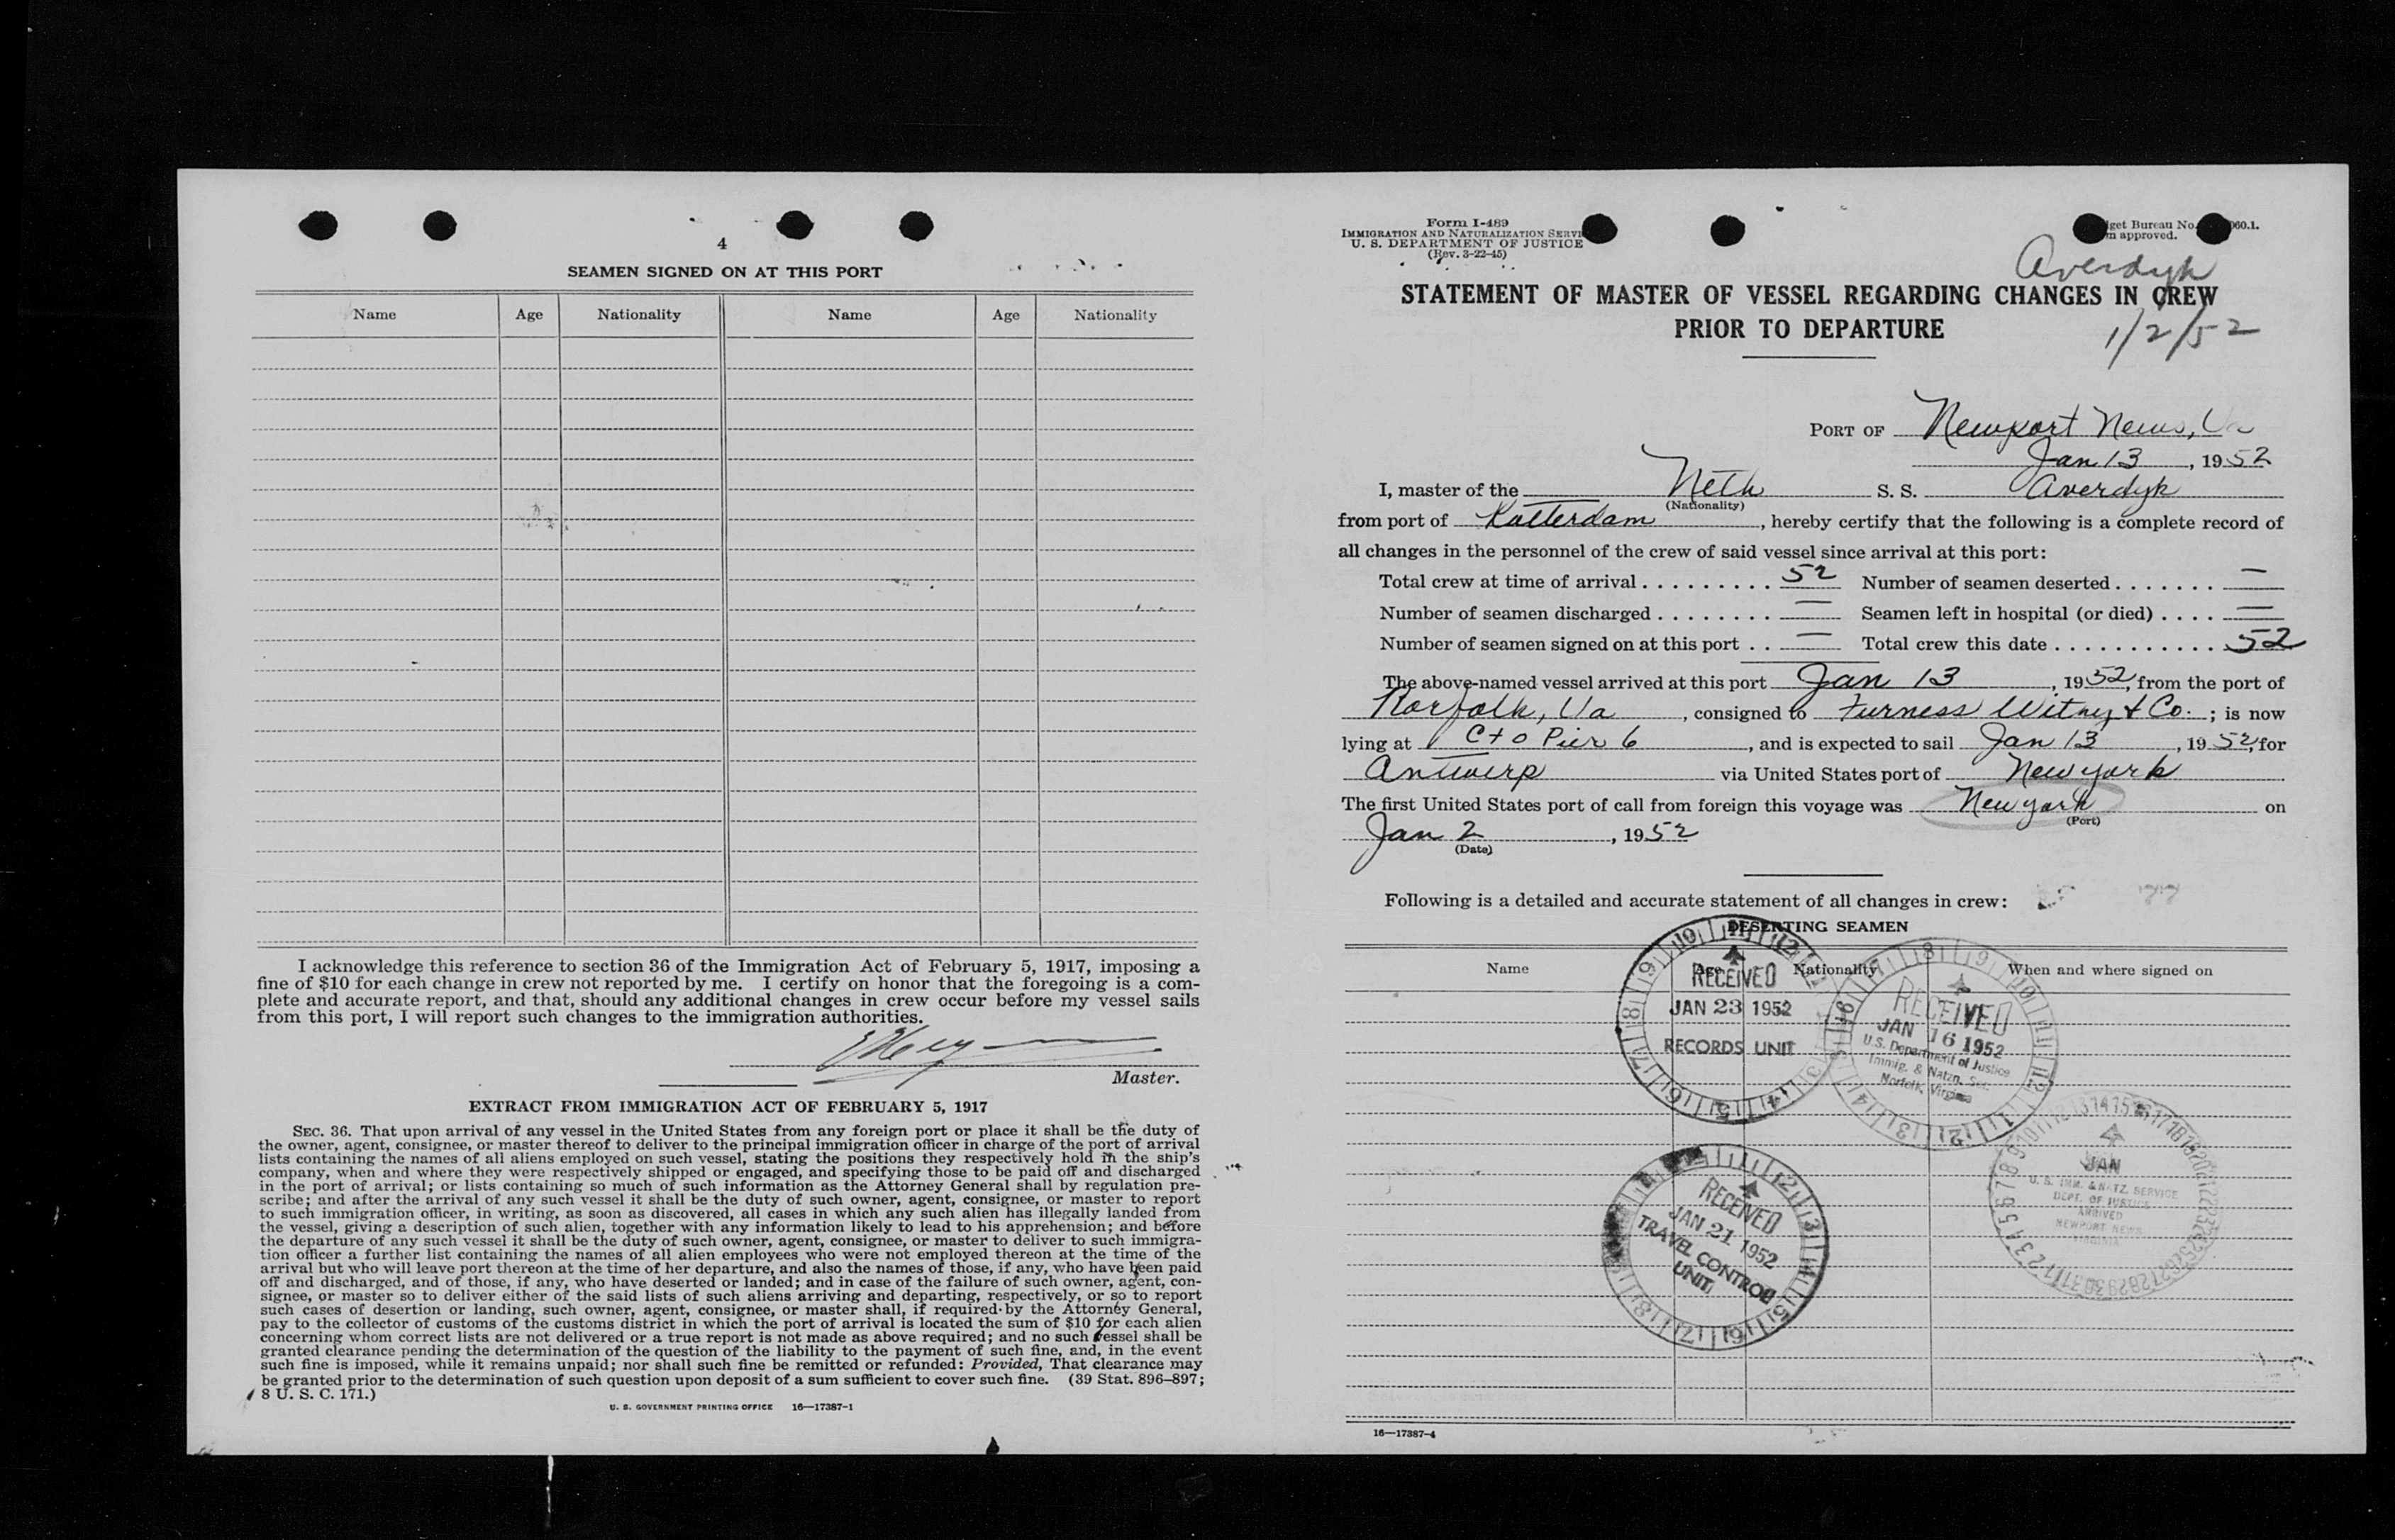 4
SEAMEN SIGNED ON AT THIS PORT
Name Age Nationality Name Age Nationality
I acknowledge this reference to section 36 of the Immigration Act of February 5, 1917, imposing a
fine of $10 for each change in crew not reported by me. I certify on honor that the foregoing is a com-
plete and accurate report, and that, should any additional changes in crew occur before my vessel sails
from this port, I will report such changes to the immigration authorities.
Master.
EXTRACT FROM IMMIGRATION ACT OF FEBRUARY 5, 1917
SEC. 36. That upon arrival of any vessel in the United States from any foreign port or place it shall be the duty of
the owner, agent, consignee, or master thereof to deliver to the principal immigration officer in charge of the port of arrival
lists containing the names of all aliens employed on such vessel, stating the positions they respectively hold in the ship's
company, when and where they were respectively shipped or engaged, and specifying those to be paid off and discharged
in the port of arrival; or lists containing so much of such information as the Attorney General shall by regulation pre-
scribe; and after the arrival of any such vessel it shall be the duty of such owner, agent, consignee, or master to report
to such immigration officer, in writing, as soon as discovered, all cases in which any such alien has illegally landed from
the vessel, giving a description of such alien, together with any information likely to lead to his apprehension; and before
the departure of any such vessel it shall be the duty of such owner, agent, consignee, or master to deliver to such immigra-
tion officer a further list containing the names of all alien employees who were not employed thereon at the time of the
arrival but who will leave port thereon at the time of her departure, and also the names of those, if any, who have been paid
off and discharged, and of those, if any, who have deserted or landed; and in case of the failure of such owner, agent, con-
signee, or master so to deliver either of the said lists of such aliens arriving and departing, respectively, or so to report
such cases of desertion or landing, such owner, agent, consignee, or master shall, if required by the Attorney General,
pay to the collector of customs of the customs district in which the port of arrival is located the sum of $10 for each alien
concerning whom correct lists are not delivered or a true report is not made as above required; and no such vessel shall be
granted clearance pending the determination of the question of the liability to the payment of such fine, and, in the event
such fine is imposed, while it remains unpaid; nor shall such fine be remitted or refunded: Provided, That clearance may
be granted prior to the determination of such question upon deposit of a sum sufficient to cover such fine. (39 Stat. 896–897;
8 U. S. C. 171.)
U. S. GOVERNMENT PRINTING OFFICE 16—17387-1
Form I-489
IMMIGRATION AND NATURALIZATION SERVI
U. S. DEPARTMENT OF JUSTICE
(Rev. 3-22-45)
get Bureau No. 060.1.
m approved.
Averdyk
STATEMENT OF MASTER OF VESSEL REGARDING CHANGES IN CREW
PRIOR TO DEPARTURE
1/2/52
PORT OF Newport News, Va
Jan 13, 1952
I, master of the Neth S. S. Averdyk
(Nationality)
from port of Rotterdam, hereby certify that the following is a complete record of
all changes in the personnel of the crew of said vessel since arrival at this port:
Total crew at time of arrival . . . . . . . . . 52 Number of seamen deserted . . . . . . . —
Number of seamen discharged . . . . . . . . — Seamen left in hospital (or died) . . . . —
Number of seamen signed on at this port . . — Total crew this date . . . . . . . . . . . 52
The above-named vessel arrived at this port Jan 13, 1952, from the port of
Norfolk, Va, consigned to Furness Witny & Co.; is now
lying at C+O Pier 6, and is expected to sail Jan 13, 1952, for
Antwerp via United States port of New York
The first United States port of call from foreign this voyage was New York on
(Port)
Jan 2, 1952
(Date)
Following is a detailed and accurate statement of all changes in crew:
DESERTING SEAMEN
Name Age Nationality When and where signed on
RECEIVED
JAN 23 1952
RECORDS UNIT
RECEIVED
JAN 16 1952
U.S. Department of Justice
Immig. & Natzn. Sec
Norfolk, Virginia
RECEIVED
JAN 21 1952
TRAVEL CONTROL
UNIT
JAN
U. S. IMM. & NATZ. SERVICE
DEPT. OF JUSTICE
ARRIVED
NEWPORT NEWS
VIRGINIA
16—17387-4